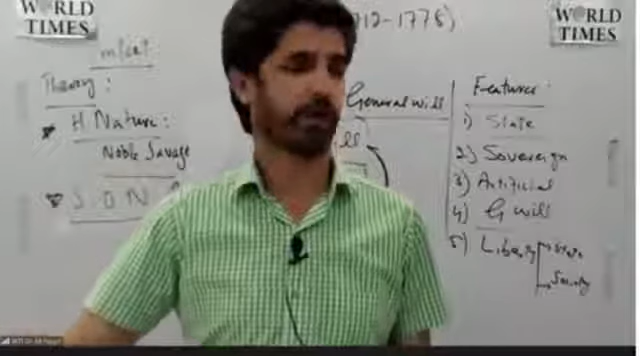 WORLD
TIMES
WORLD
TIMES
1712-1778)
Theory:
H Nature:
Noble Savage
S.O.N
General will
Features:
1) State
2) Sovereign
3) Artificial
4) G will
5) Liberty
State
Society